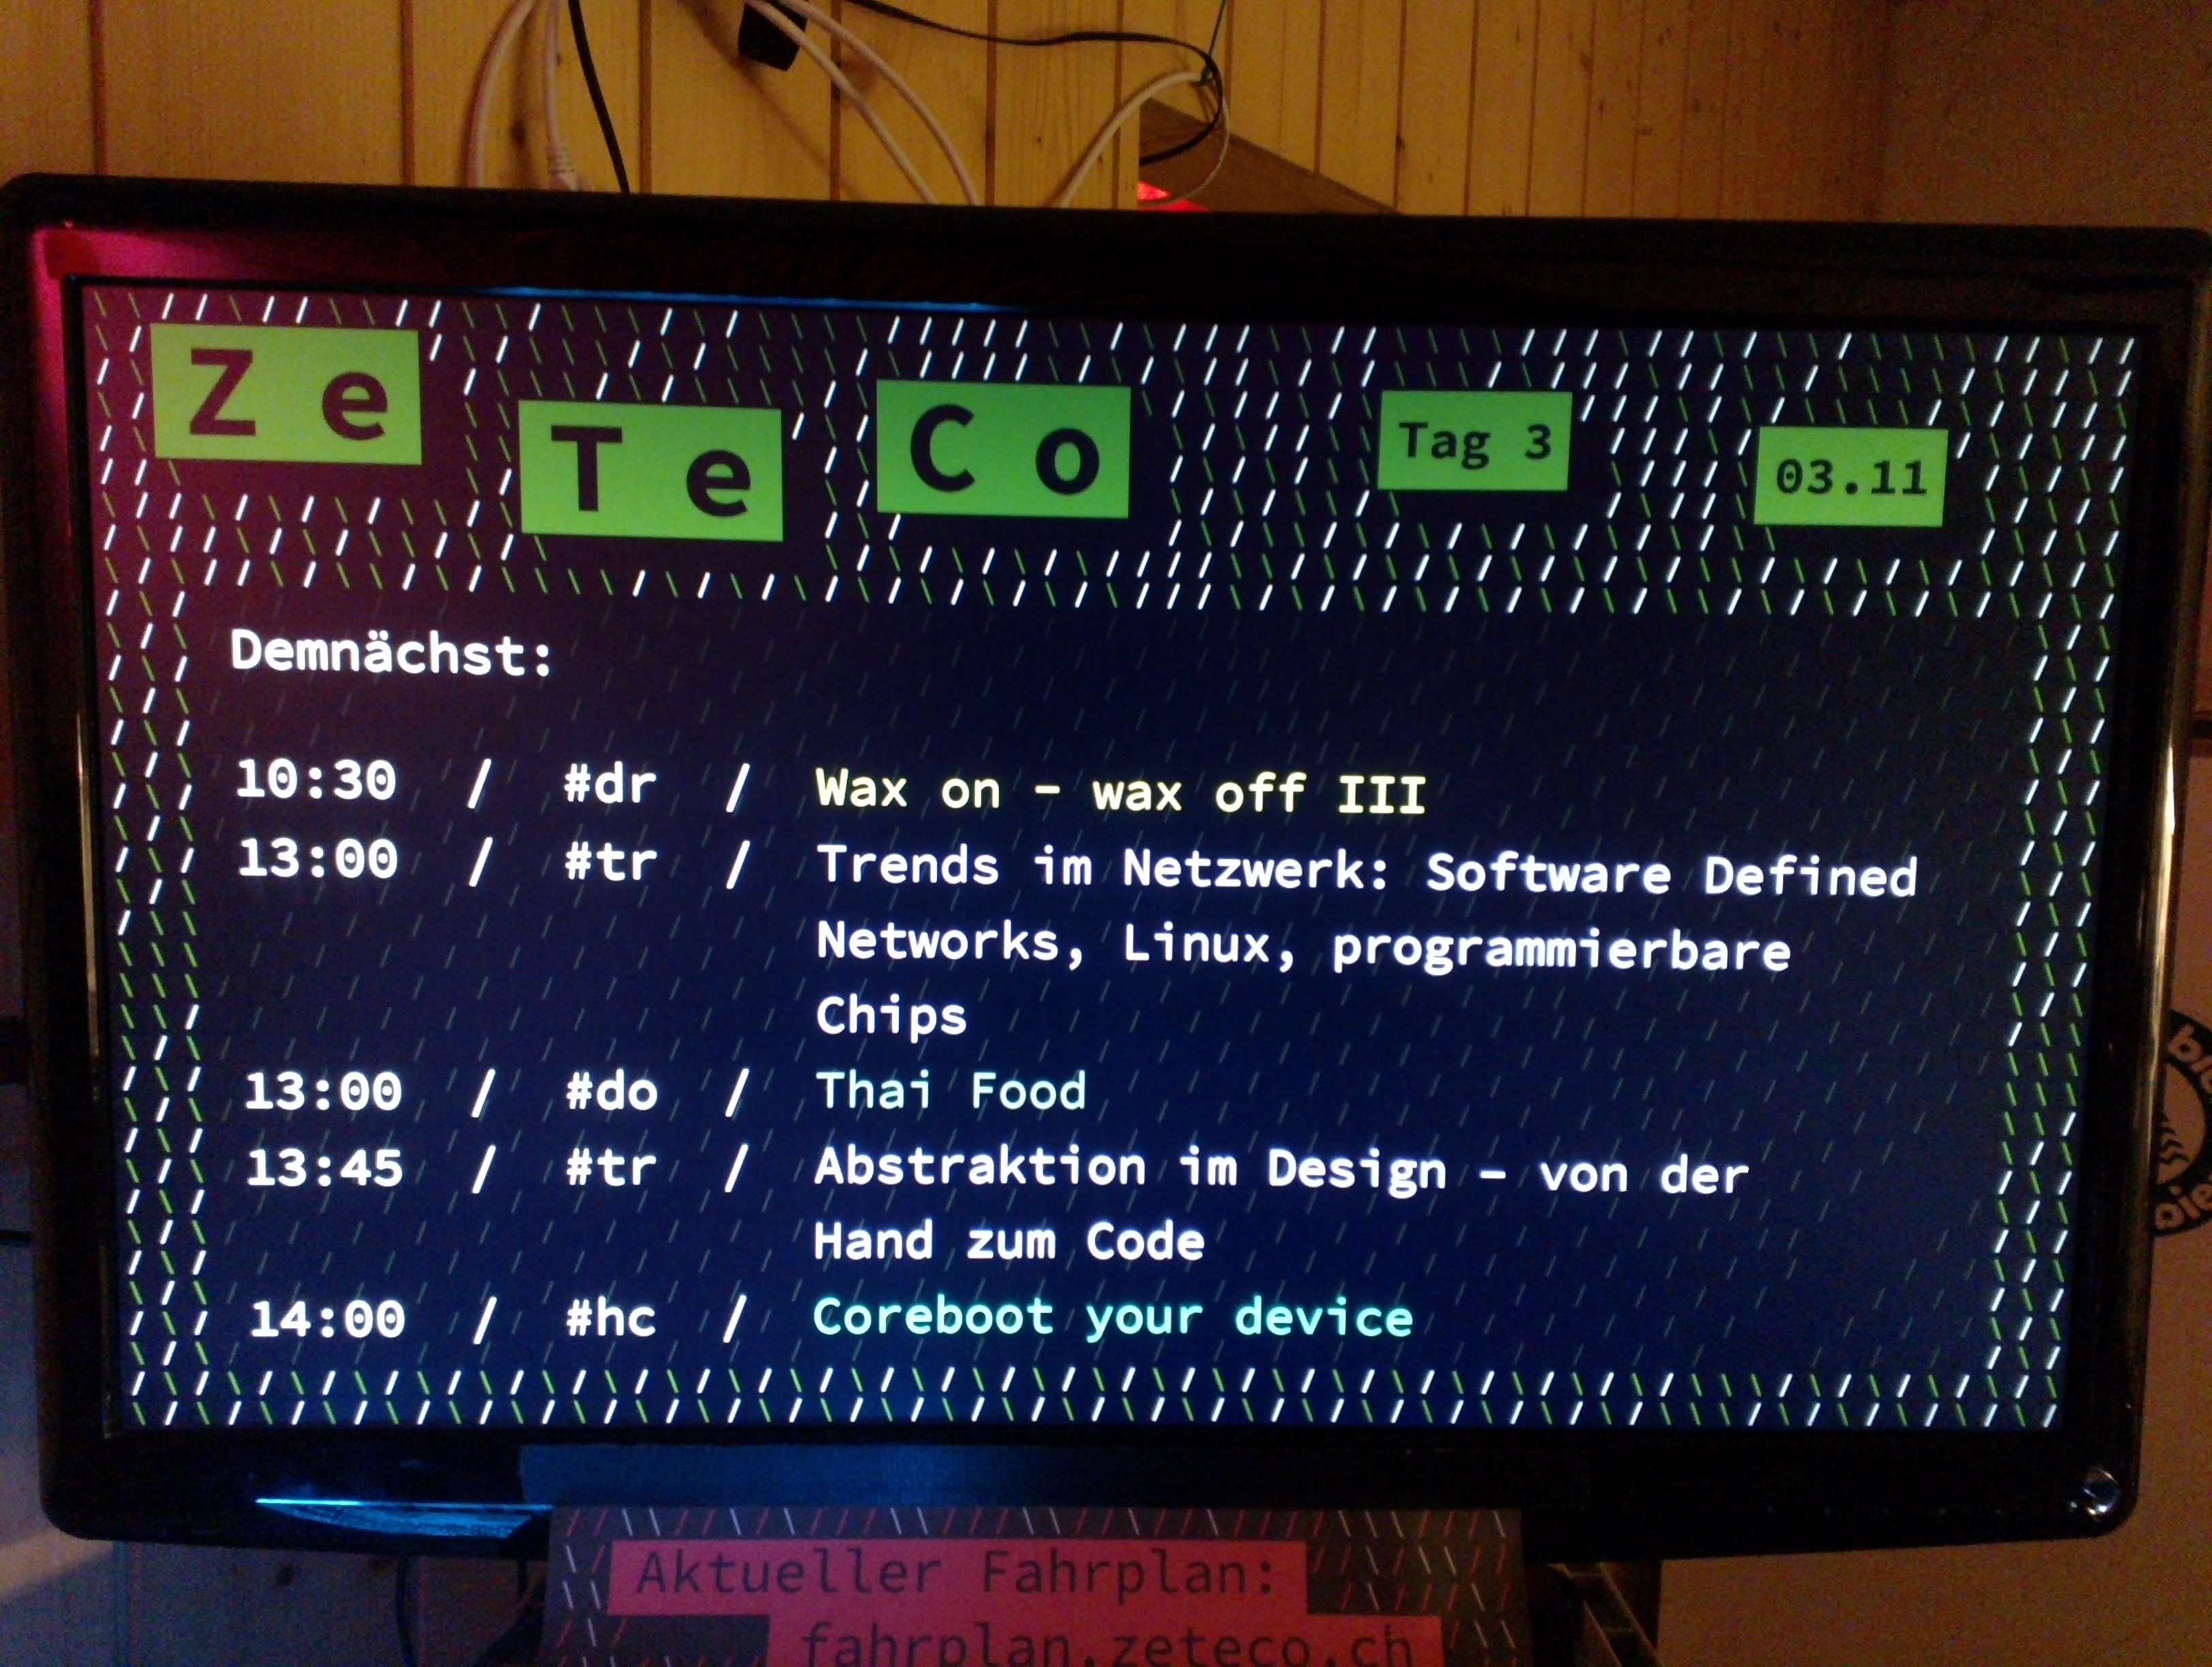 Ze
Te
Co
Tag 3
03.11
Demnächst:
10:30 / #dr / Wax on - wax off III
13:00 / #tr / Trends im Netzwerk: Software Defined
Networks, Linux, programmierbare
Chips
13:00 / #do / Thai Food
13:45 / #tr / Abstraktion im Design – von der
Hand zum Code
14:00 / #hc / Coreboot your device
Aktueller Fahrplan:
fahrplan.zeteco.ch